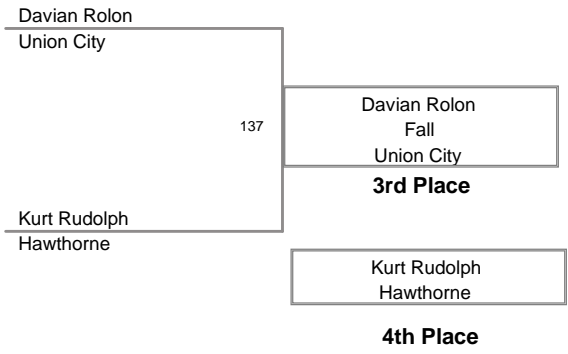 Davian Rolon
Union City
137
Davian Rolon
Fall
Union City
3rd Place
Kurt Rudolph
Hawthorne
Kurt Rudolph
Hawthorne
4th Place